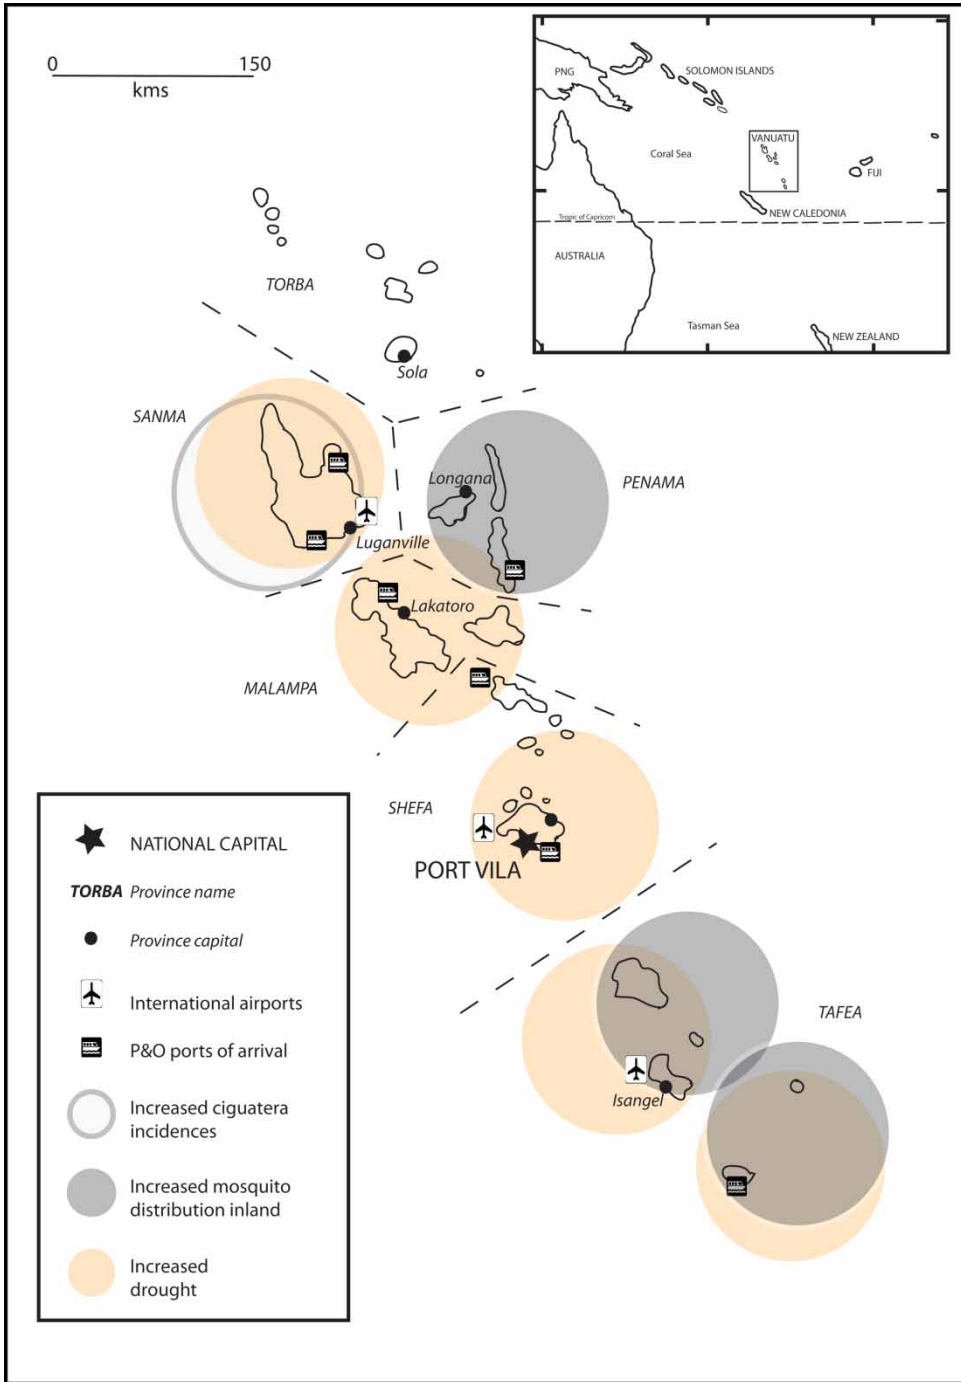 0 150
kms
PNG
SOLOMON ISLANDS
VANUATU
Coral Sea
FIJI
NEW CALEDONIA
Tropic of Capricorn
AUSTRALIA
Tasman Sea
NEW ZEALAND
TORBA
Sola
SANMA
Longana
PENAMA
Luganville
Lakatoro
MALAMPA
SHEFA
PORT VILA
TAFEA
Isangel
NATIONAL CAPITAL
TORBA Province name
Province capital
International airports
P&O ports of arrival
Increased ciguatera
incidences
Increased mosquito
distribution inland
Increased
drought